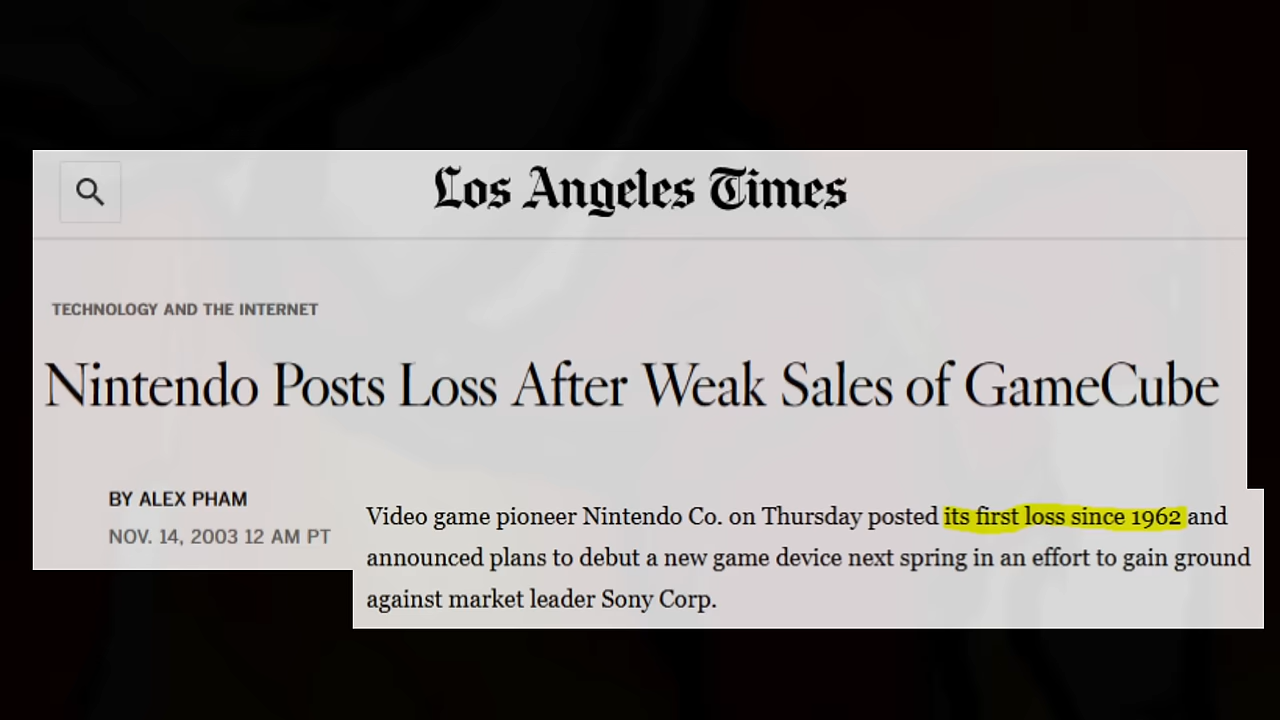 Los Angeles Times
TECHNOLOGY AND THE INTERNET
Nintendo Posts Loss After Weak Sales of GameCube
BY ALEX PHAM
NOV. 14, 2003 12 AM PT
Video game pioneer Nintendo Co. on Thursday posted its first loss since 1962 and
announced plans to debut a new game device next spring in an effort to gain ground
against market leader Sony Corp.